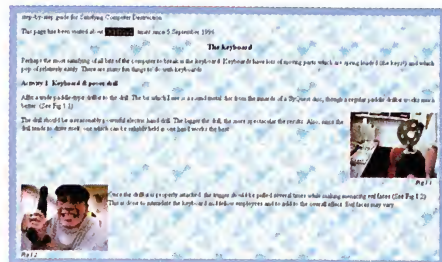 step-by-step guide for Satisfying Computer Destruction.
This page has been visited about times since 5 September 1996
The keyboard
Perhaps the most satisfying of all bits of the computer to break is the keyboard. Keyboards have lots of moving parts which are spring loaded (the keys!) and which
pop off relatively easily. There are many fun things to do with keyboards.
Activity 1 Keyboard & power drill
Affix a wide paddle-type drill bit to the drill. The bit which I use is a round metal disc from the innards of a SyQuest disc, though a regular paddle drill bit works much
better. (See Fig 1.1)
The drill should be a reasonably powerful electric hand drill. The bigger the drill, the more spectacular the results. Also, since the
drill tends to drive itself, one which can be reliably held in one hand works the best.
Fig 1.1
Once the drill bit is properly attached, the trigger should be pulled several times while making menacing evil faces (See Fig 1.2)
This is done to intimidate the keyboard and fellow employees and to add to the overall effect. Evil faces may vary.
Fig 1.2